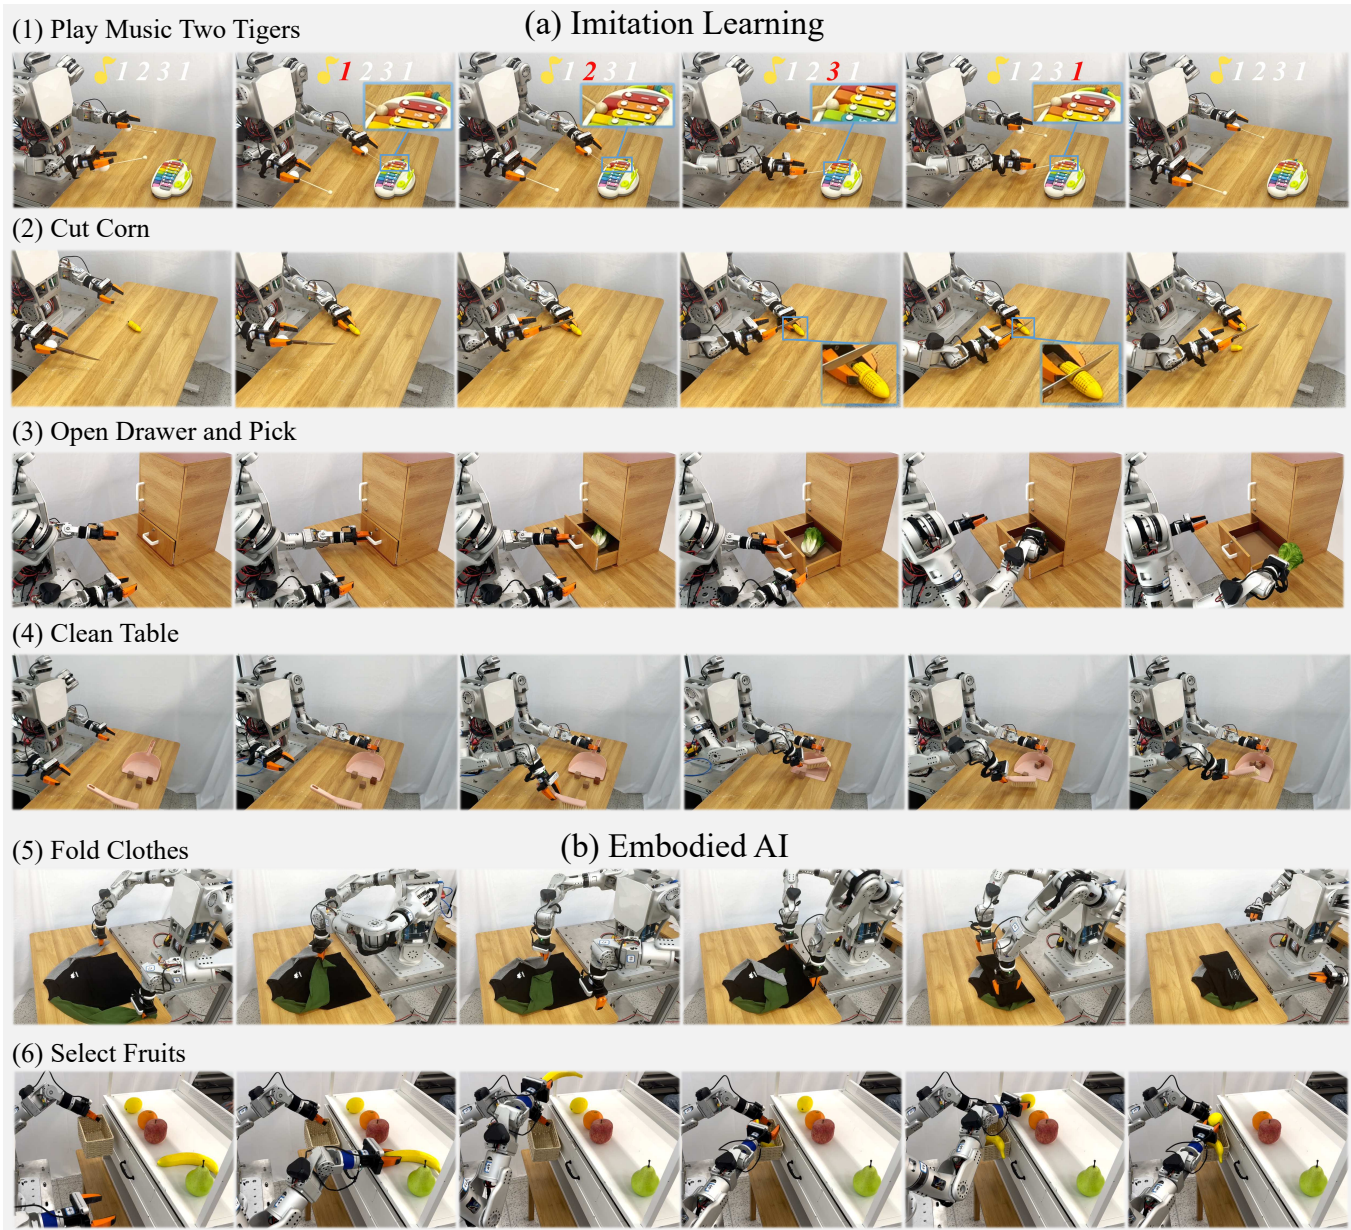 (a) Imitation Learning
(1) Play Music Two Tigers
1 2 3 1
1 2 3 1
1 2 3 1
1 2 3 1
1 2 3 1
1 2 3 1
(2) Cut Corn
(3) Open Drawer and Pick
(4) Clean Table
(b) Embodied AI
(5) Fold Clothes
(6) Select Fruits